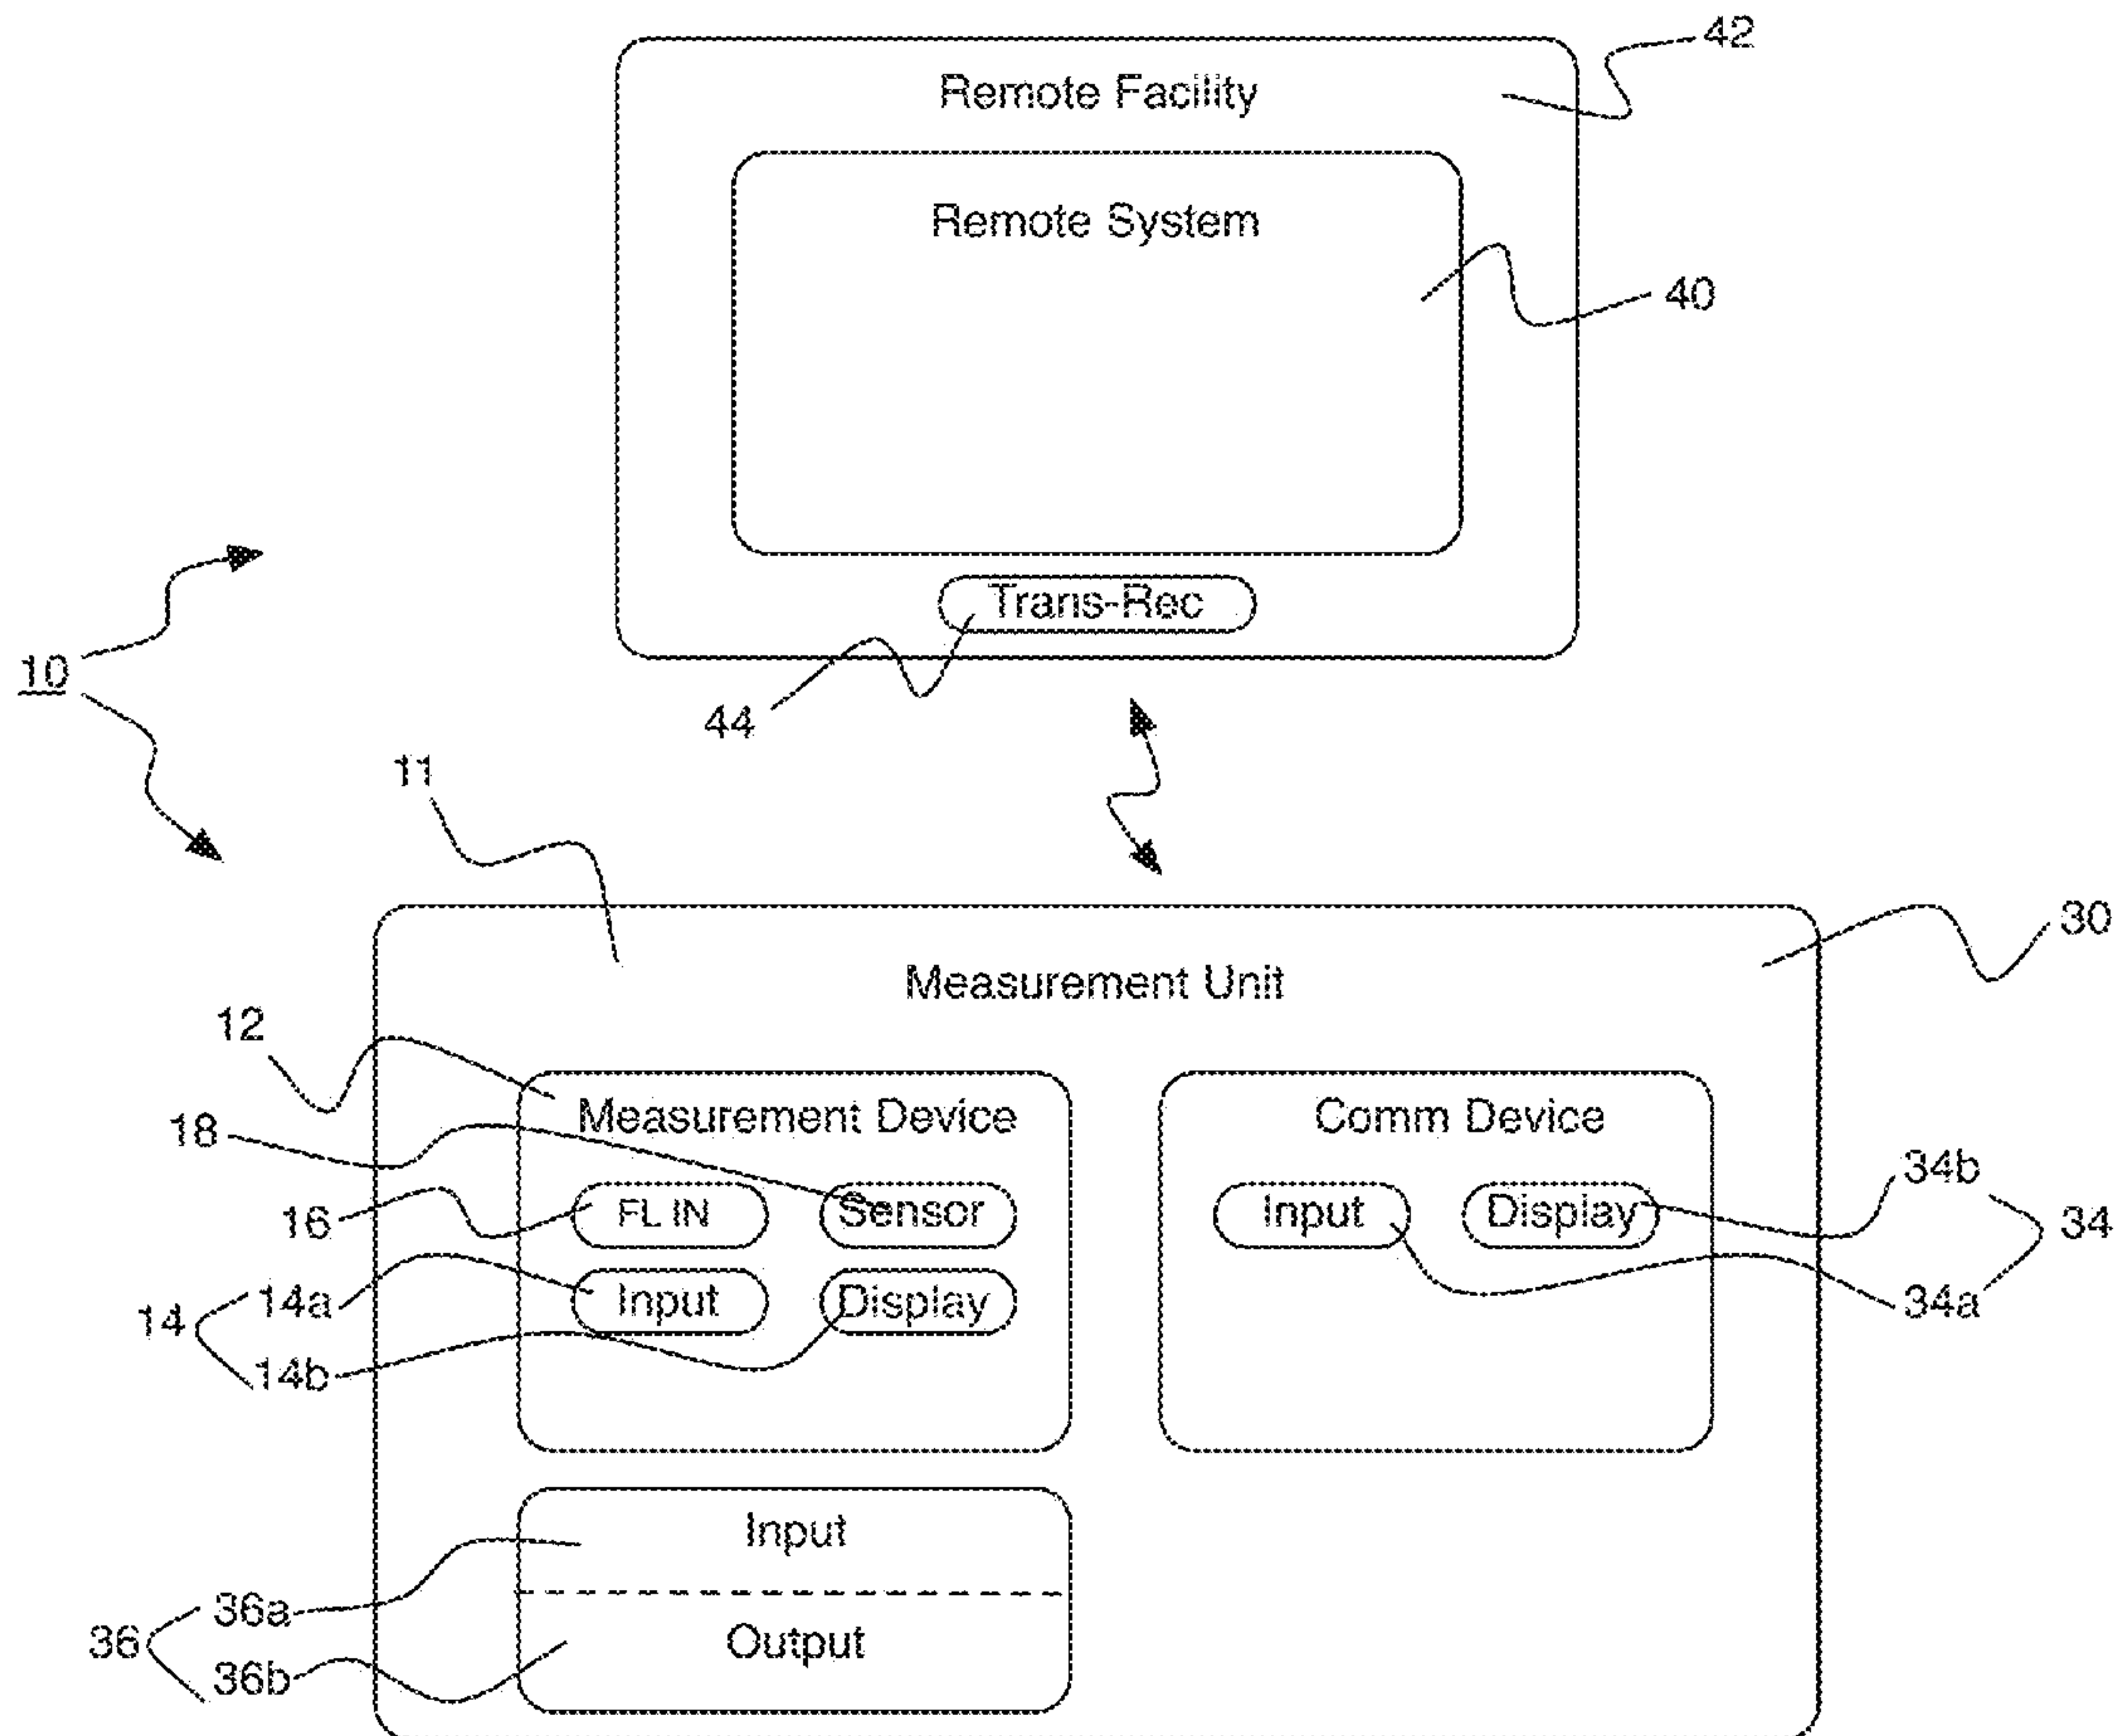 42
Remote Facility
Remote System
40
Trans-Rec
10
44
11
30
Measurement Unit
12
Measurement Device
Comm Device
18
34b
16
FL IN
Sensor
Input
Display
34
14a
Input
Display
34a
14
14b
Input
36a
36
Output
36b